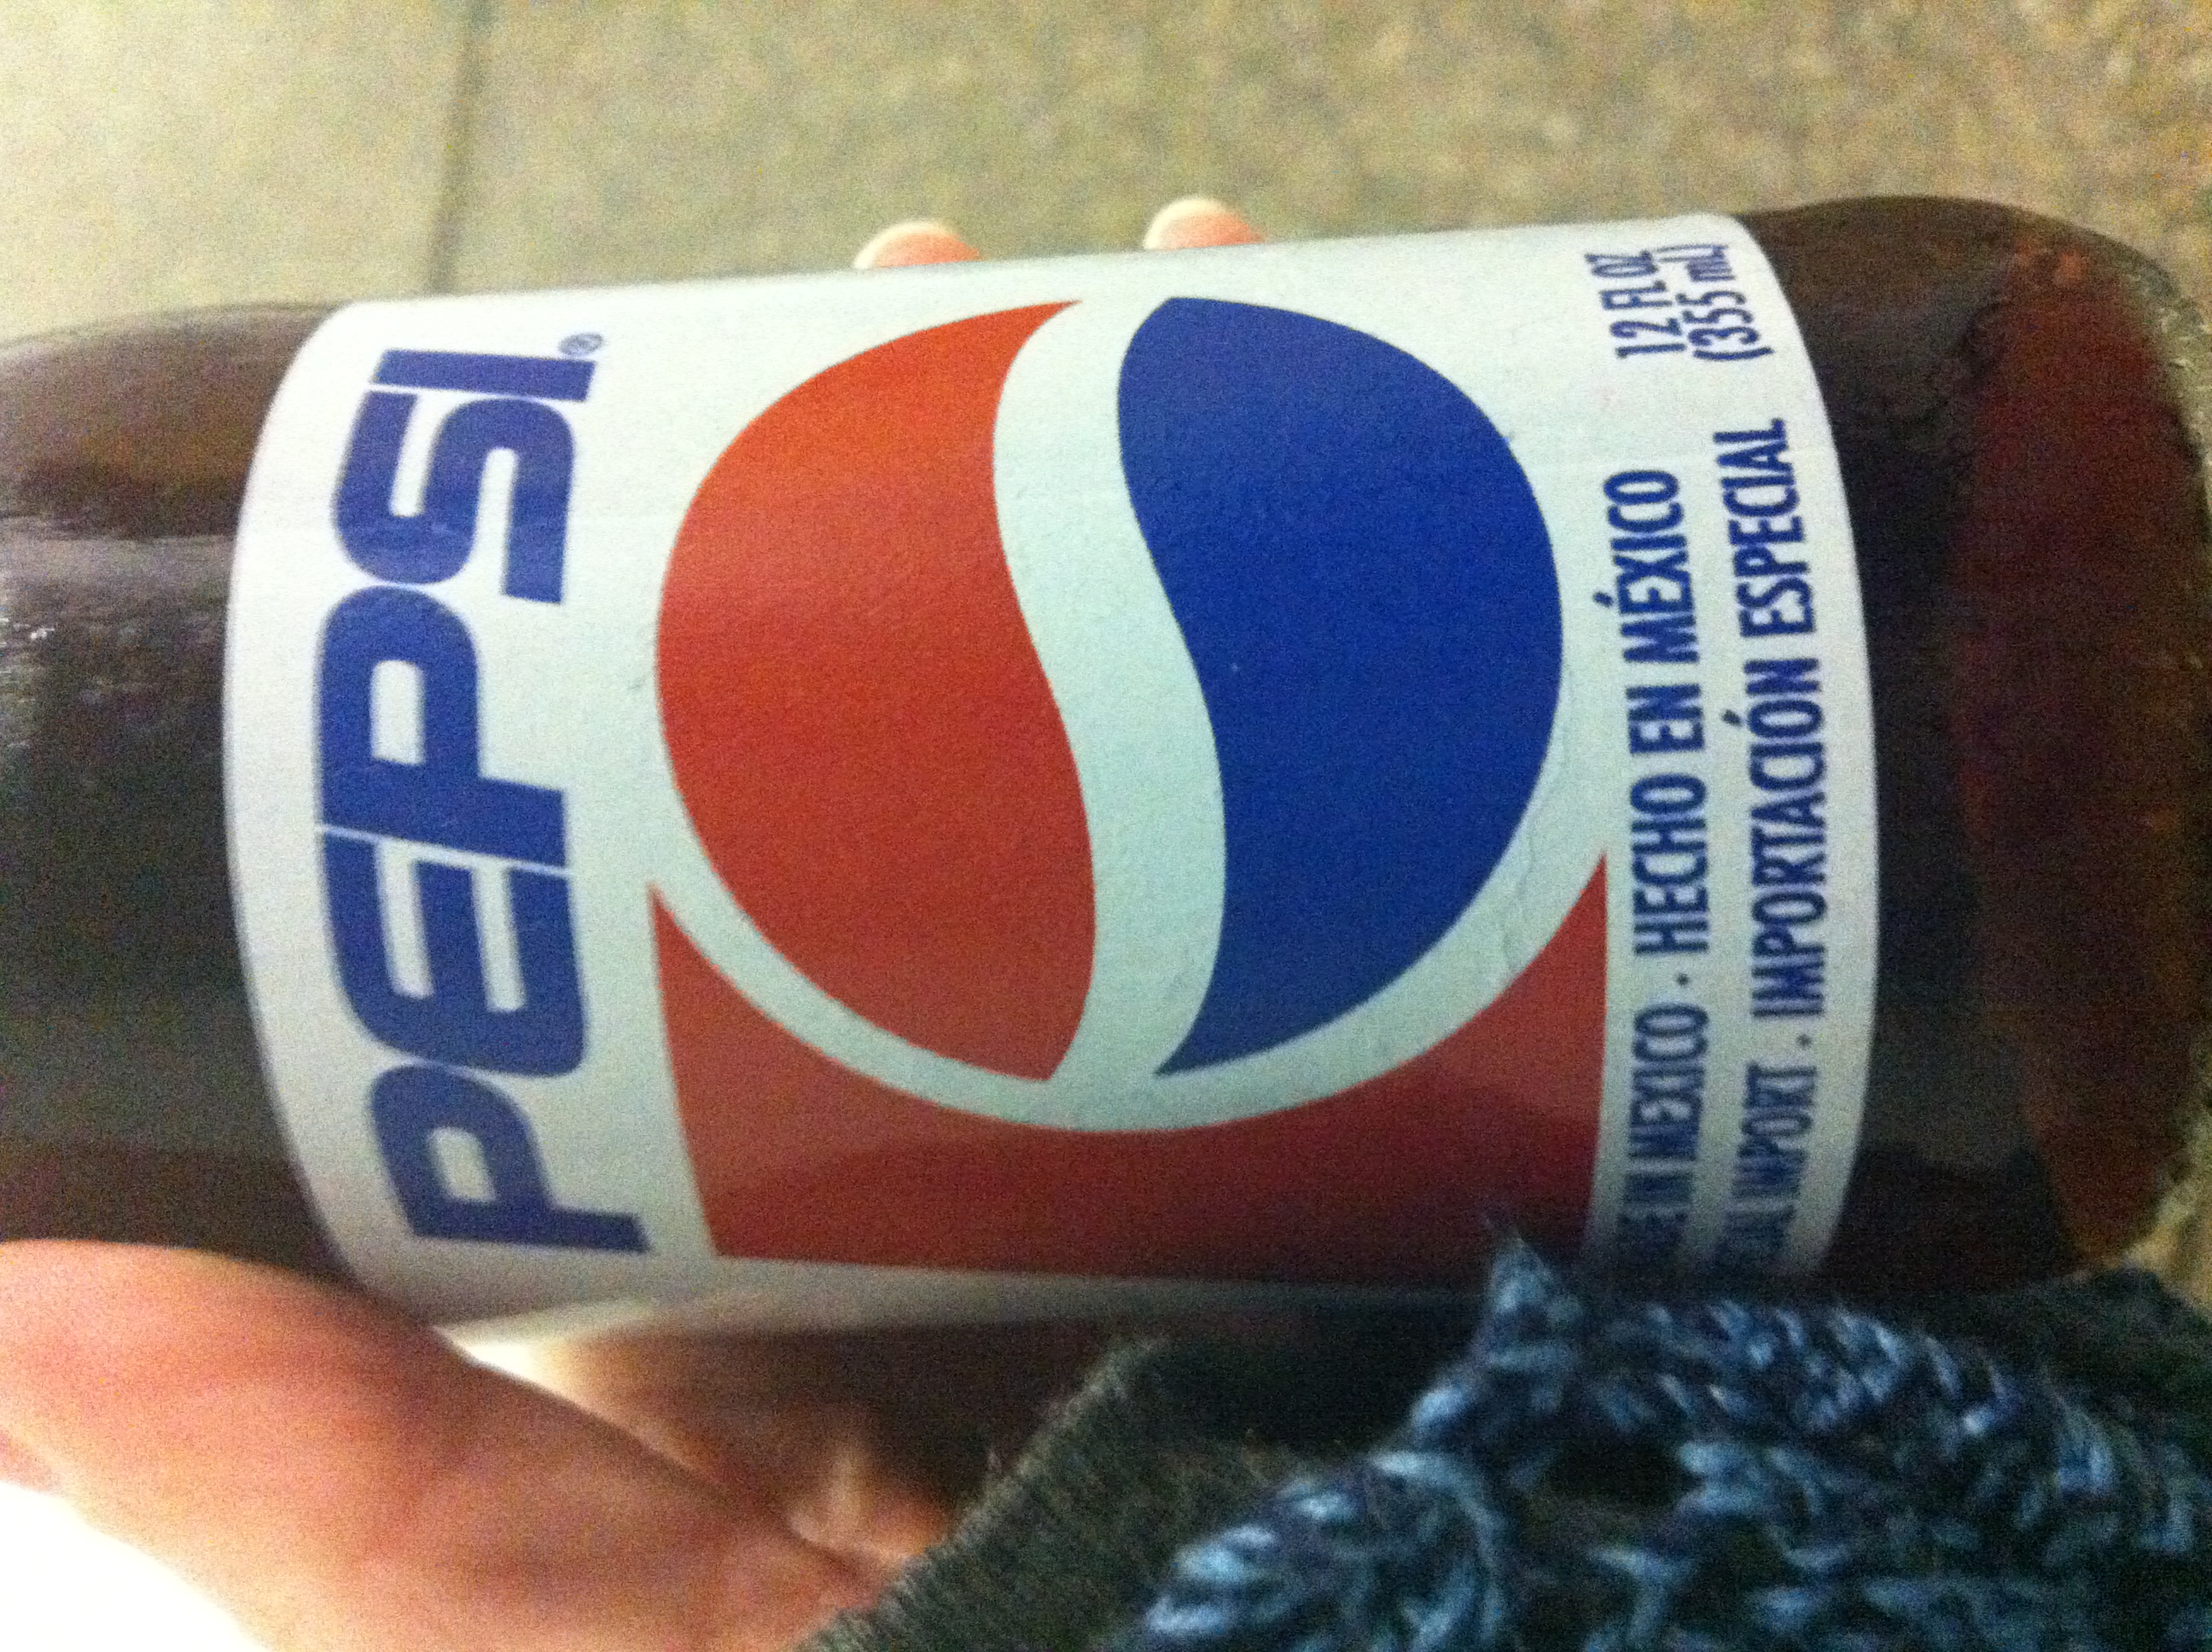 PEPSI®
IN MEXICO · HECHO EN MÉXICO 12 FL OZ
IMPORT · IMPORTACIÓN ESPECIAL (355 mL)